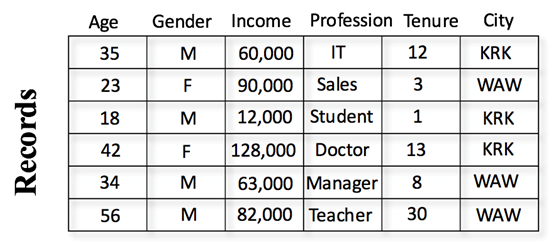 Age Gender Income Profession Tenure City
35 M 60,000 IT 12 KRK
23 F 90,000 Sales 3 WAW
18 M 12,000 Student 1 KRK
42 F 128,000 Doctor 13 KRK
34 M 63,000 Manager 8 WAW
56 M 82,000 Teacher 30 WAW
Records